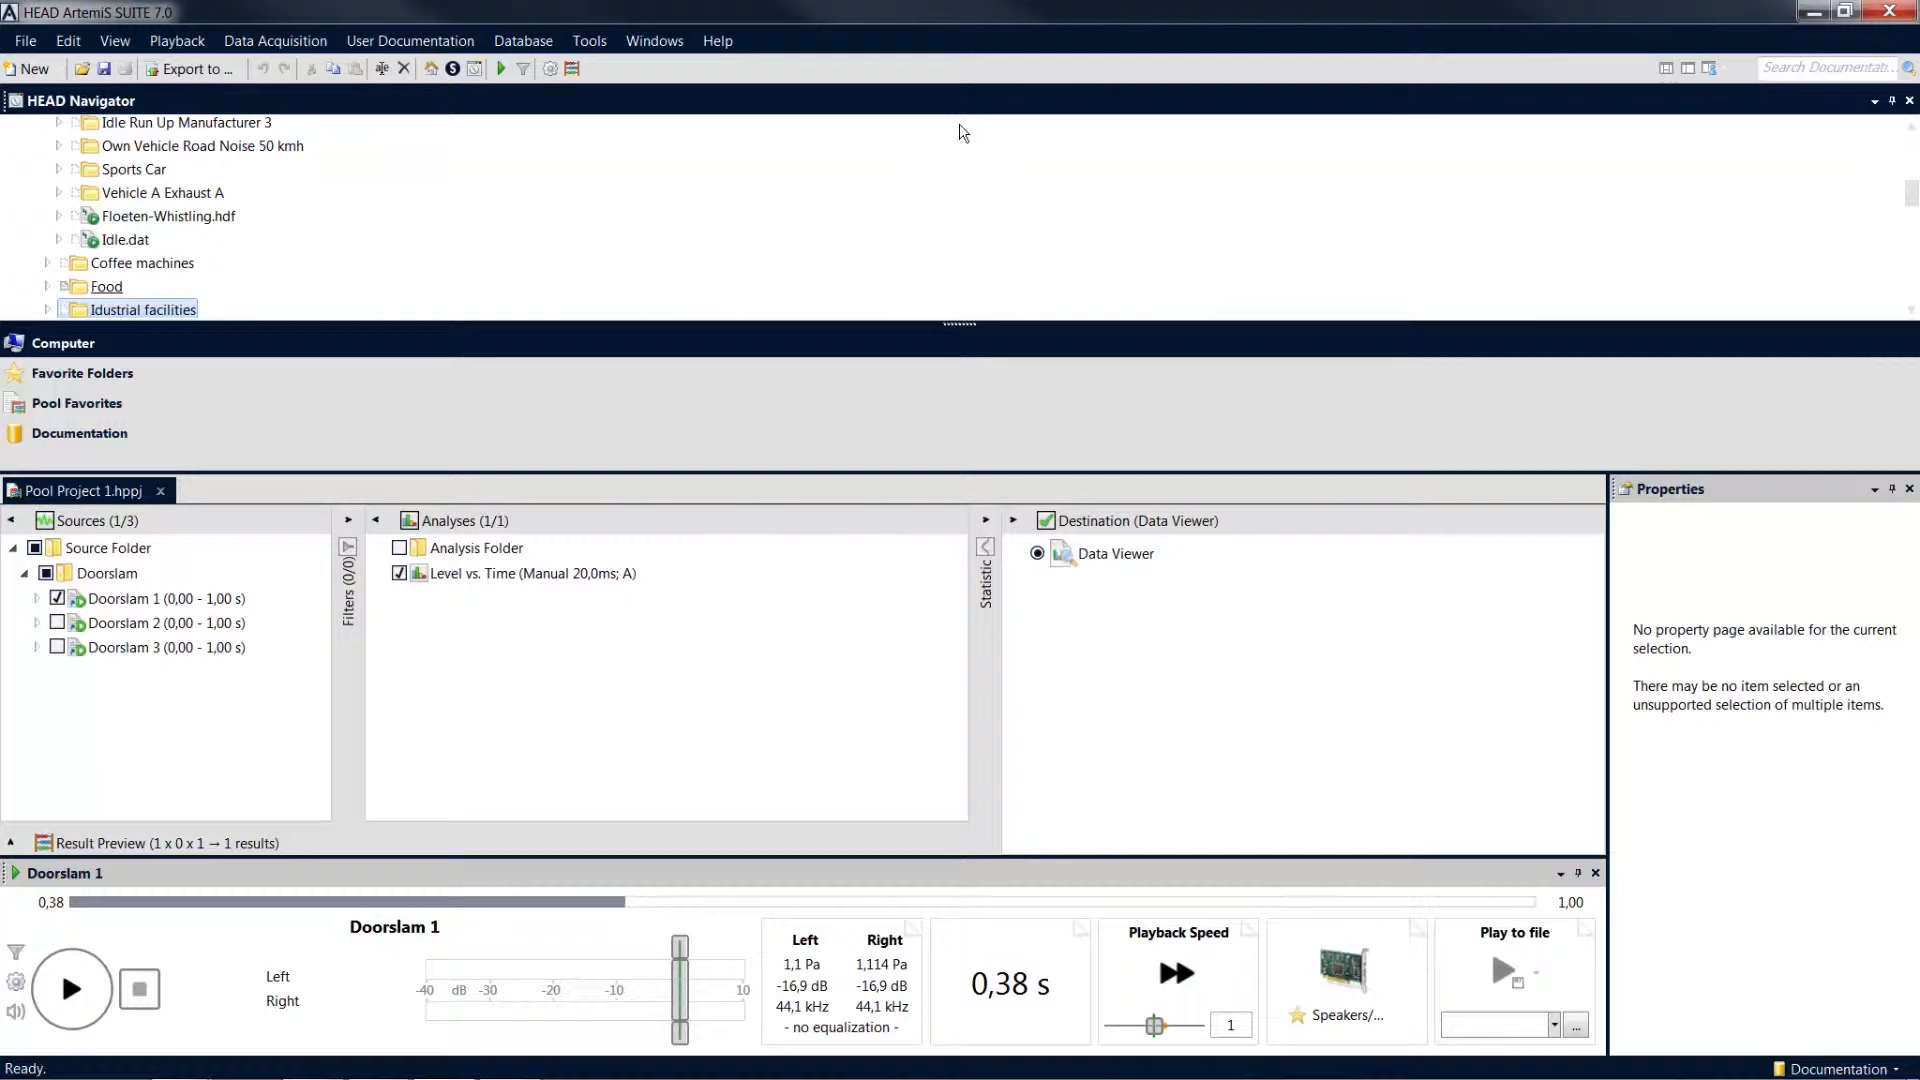 HEAD ArtemiS SUITE 7.0
File Edit View Playback Data Acquisition User Documentation Database Tools Windows Help
New Export to ... Search Documentati...
HEAD Navigator
Idle Run Up Manufacturer 3
Own Vehicle Road Noise 50 kmh
Sports Car
Vehicle A Exhaust A
Floeten-Whistling.hdf
Idle.dat
Coffee machines
Food
Idustrial facilities
Computer
Favorite Folders
Pool Favorites
Documentation
Pool Project 1.hppj
Properties
Sources (1/3)
Source Folder
Doorslam
Doorslam 1 (0,00 - 1,00 s)
Doorslam 2 (0,00 - 1,00 s)
Doorslam 3 (0,00 - 1,00 s)
Filters (0/0)
Analyses (1/1)
Analysis Folder
Level vs. Time (Manual 20,0ms; A)
Statistic
Destination (Data Viewer)
Data Viewer
No property page available for the current
selection.
There may be no item selected or an
unsupported selection of multiple items.
Result Preview (1 x 0 x 1 → 1 results)
Doorslam 1
0,38 1,00
Doorslam 1
Left
Right
-40 dB -30 -20 -10 10
Left Right
1,1 Pa 1,114 Pa
-16,9 dB -16,9 dB
44,1 kHz 44,1 kHz
- no equalization -
0,38 s
Playback Speed
1
Speakers/...
Play to file
...
Ready.
Documentation